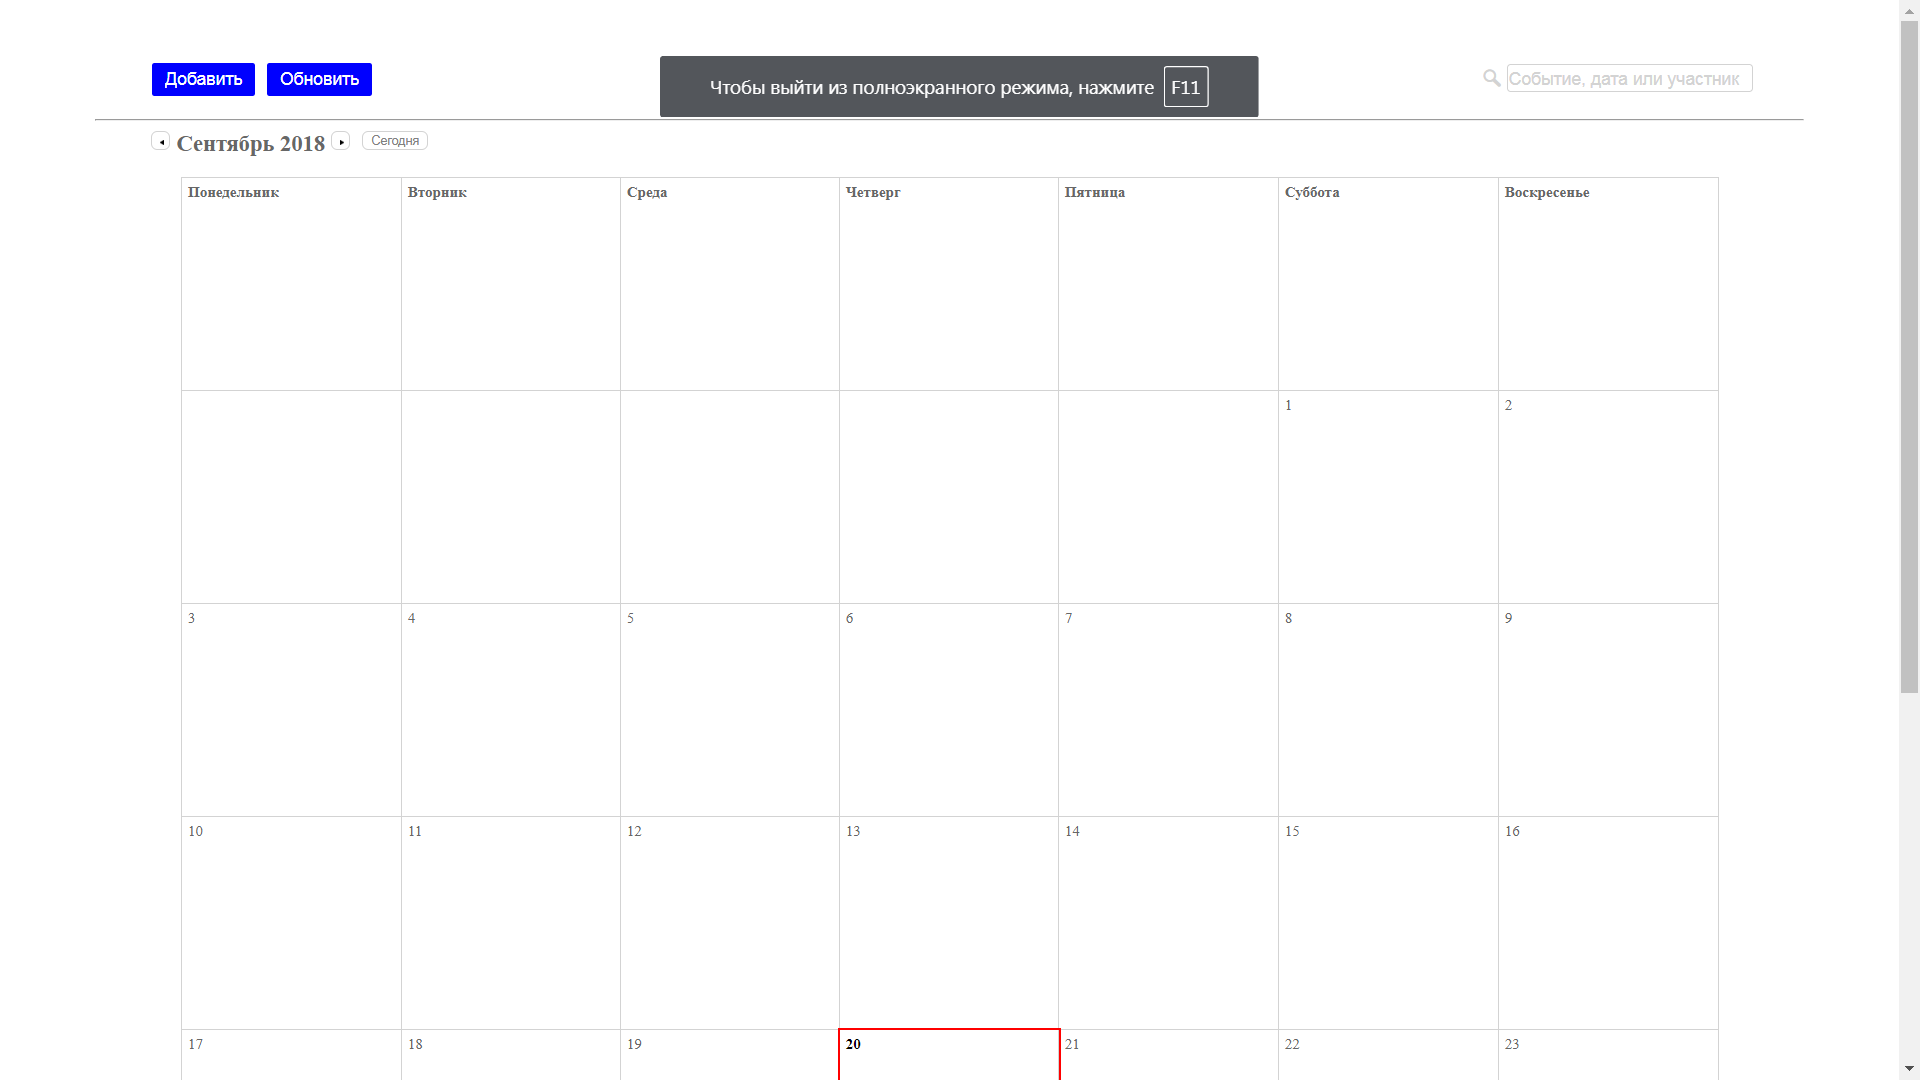 Добавить Обновить Чтобы выйти из полноэкранного режима, нажмите F11 Событие, дата или участник
Сентябрь 2018 Сегодня
Понедельник Вторник Среда Четверг Пятница Суббота Воскресенье
1 2
3 4 5 6 7 8 9
10 11 12 13 14 15 16
17 18 19 20 21 22 23